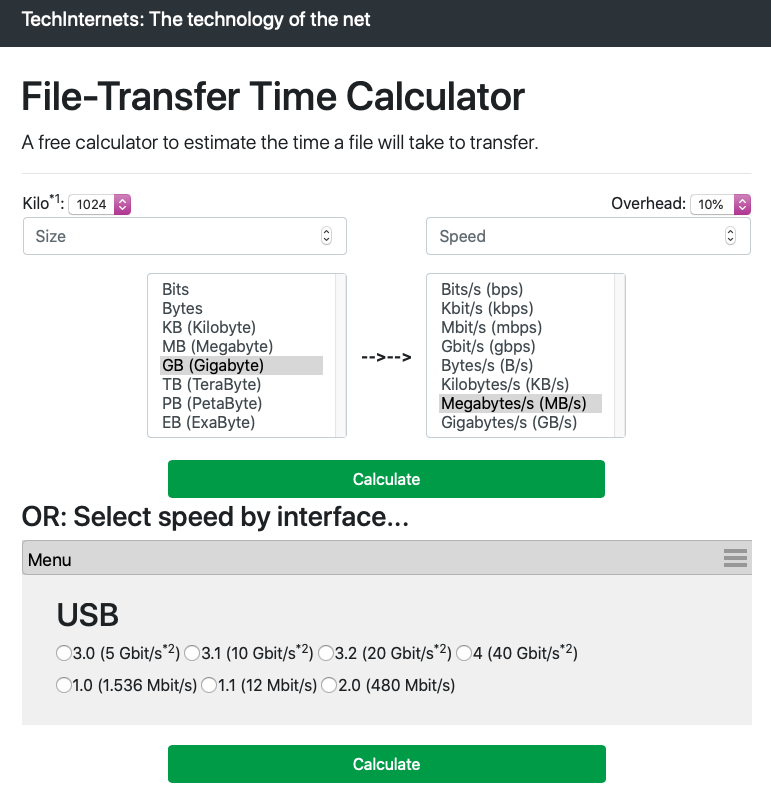 TechInternets: The technology of the net
File-Transfer Time Calculator
A free calculator to estimate the time a file will take to transfer.
Kilo*1: 1024 Overhead: 10%
Size Speed
Bits
Bytes
KB (Kilobyte)
MB (Megabyte)
GB (Gigabyte)
TB (TeraByte)
PB (PetaByte)
EB (ExaByte)
-->-->
Bits/s (bps)
Kbit/s (kbps)
Mbit/s (mbps)
Gbit/s (gbps)
Bytes/s (B/s)
Kilobytes/s (KB/s)
Megabytes/s (MB/s)
Gigabytes/s (GB/s)
Calculate
OR: Select speed by interface...
Menu
USB
3.0 (5 Gbit/s*2) 3.1 (10 Gbit/s*2) 3.2 (20 Gbit/s*2) 4 (40 Gbit/s*2)
1.0 (1.536 Mbit/s) 1.1 (12 Mbit/s) 2.0 (480 Mbit/s)
Calculate